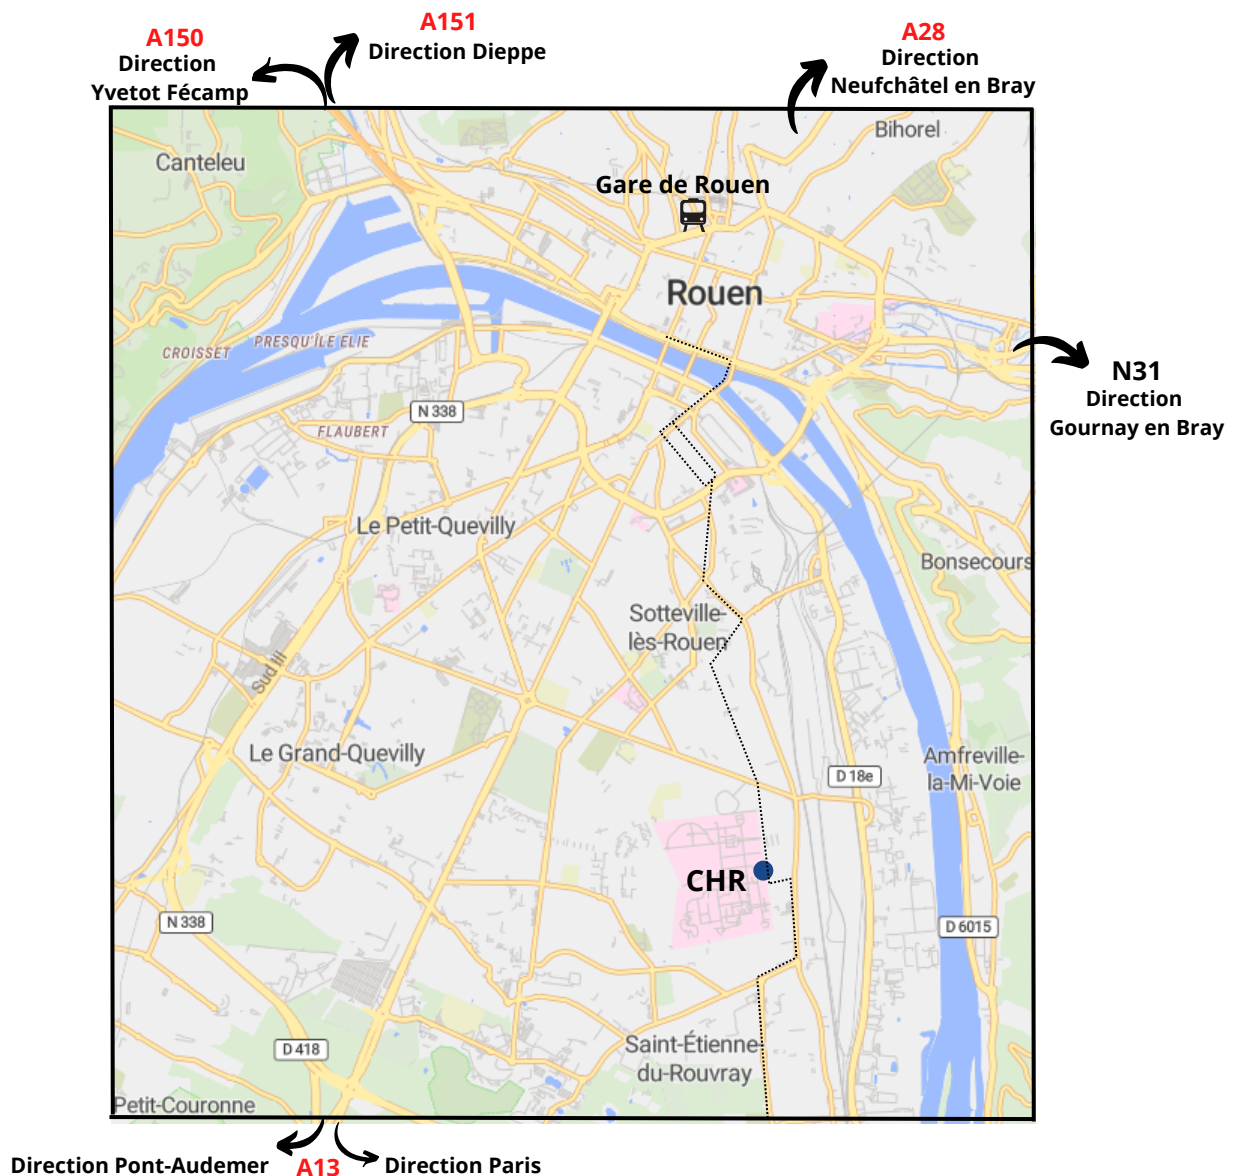 A151
A150
Direction Dieppe
Direction
Yvetot Fécamp
A28
Direction
Neufchâtel en Bray
Bihorel
Canteleu
Gare de Rouen
Rouen
PRESQU'ÎLE ELIE
CROISSET
N31
Direction
Gournay en Bray
N 338
FLAUBERT
Le Petit-Quevilly
Bonsecours
Sotteville-
lès-Rouen
Sud III
Le Grand-Quevilly
Amfreville-
la-Mi-Voie
D 18e
CHR
N 338
D 6015
D 418
Saint-Étienne-
du-Rouvray
Petit-Couronne
Direction Pont-Audemer
A13
Direction Paris